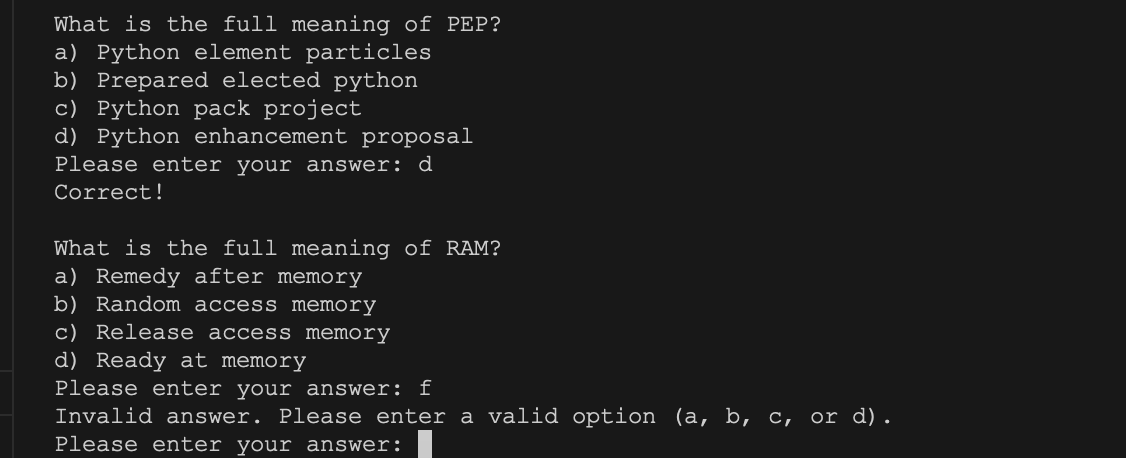 What is the full meaning of PEP?
a) Python element particles
b) Prepared elected python
c) Python pack project
d) Python enhancement proposal
Please enter your answer: d
Correct!
What is the full meaning of RAM?
a) Remedy after memory
b) Random access memory
c) Release access memory
d) Ready at memory
Please enter your answer: f
Invalid answer. Please enter a valid option (a, b, c, or d).
Please enter your answer: